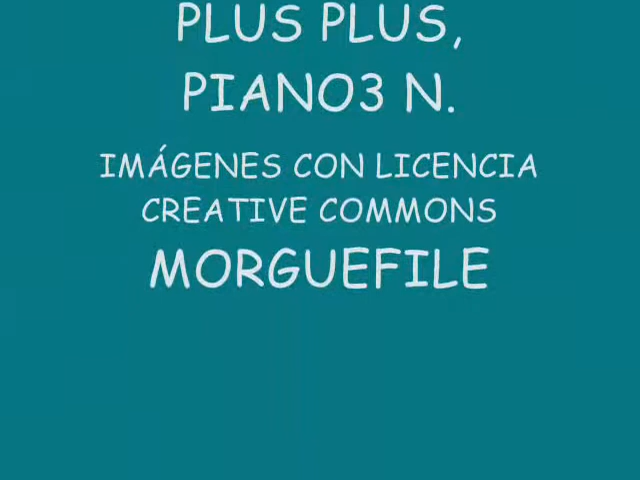 PLUS PLUS,
PIANO3 N.
IMÁGENES CON LICENCIA
CREATIVE COMMONS
MORGUEFILE